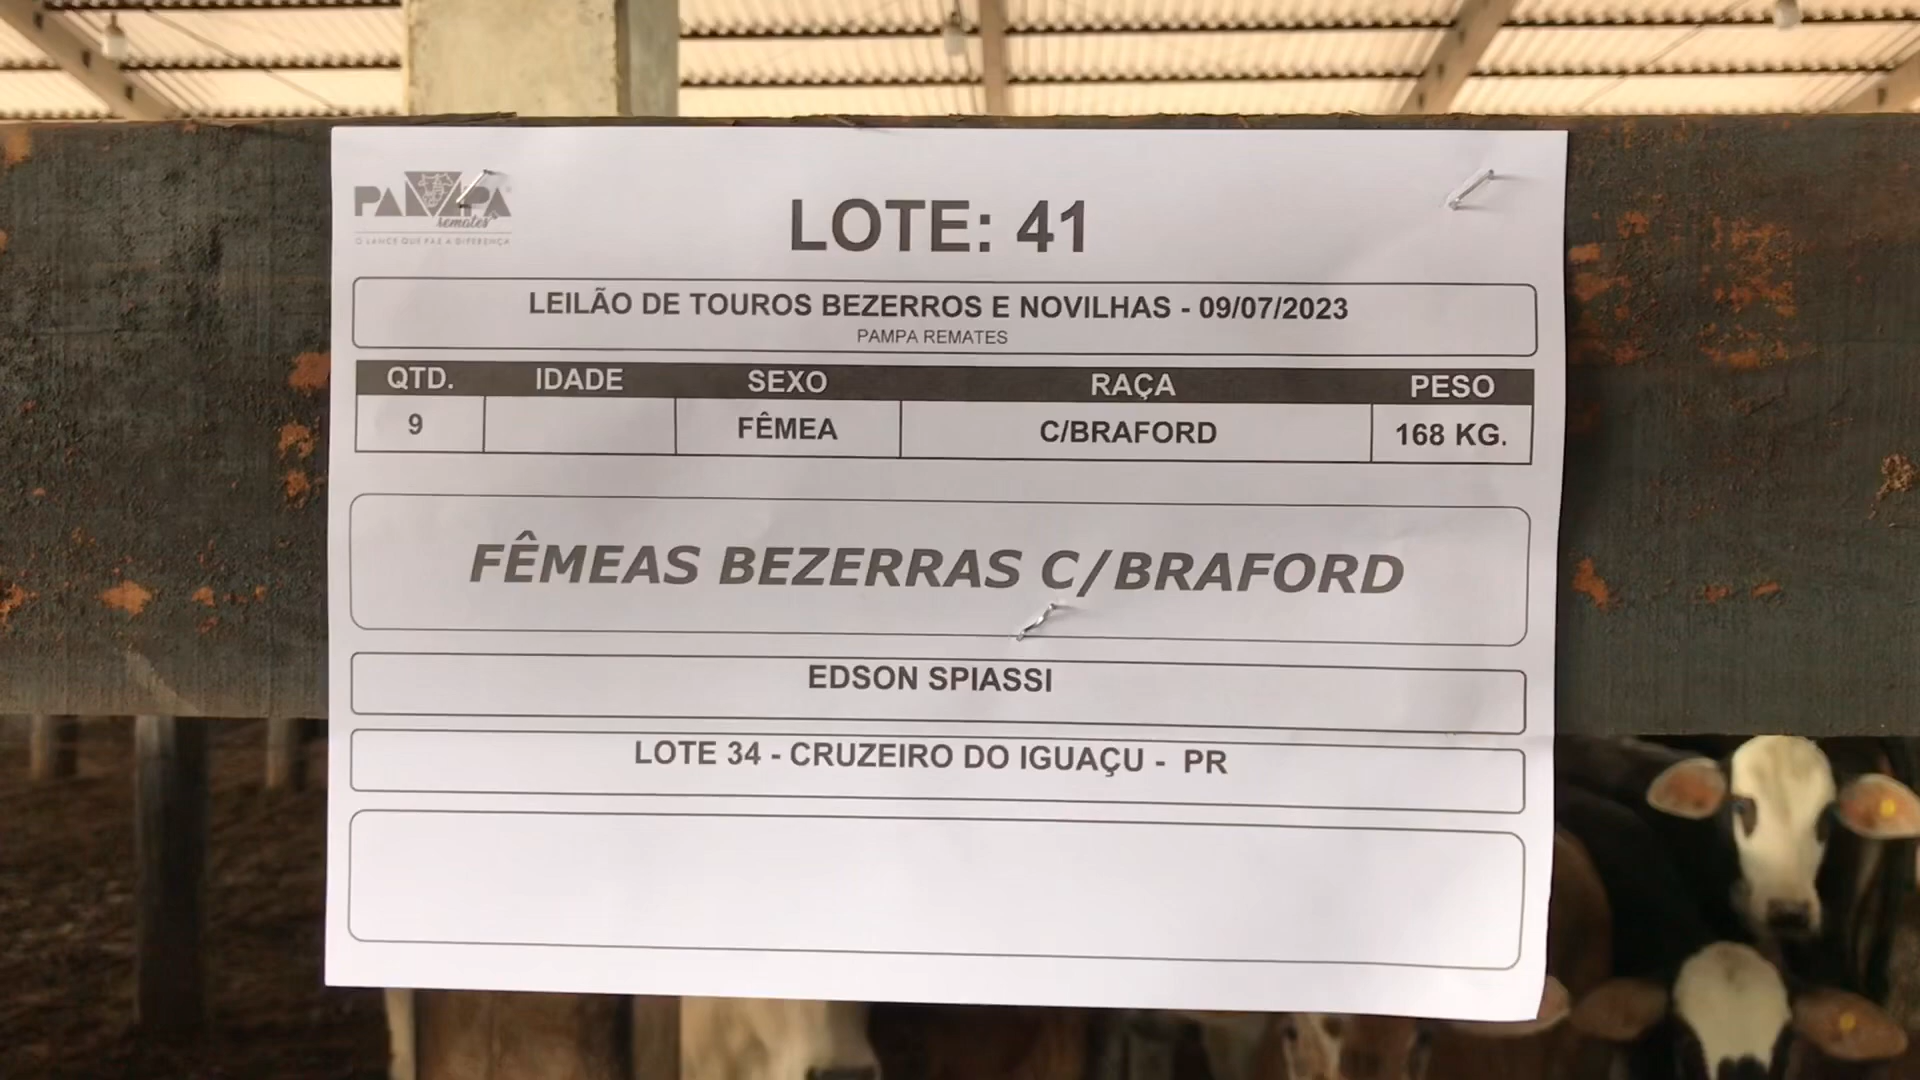 PAMPA
remates
O LANCE QUE FAZ A DIFERENÇA
LOTE: 41
LEILÃO DE TOUROS BEZERROS E NOVILHAS - 09/07/2023
PAMPA REMATES
QTD. IDADE SEXO RAÇA PESO
9 FÊMEA C/BRAFORD 168 KG.
FÊMEAS BEZERRAS C/BRAFORD
EDSON SPIASSI
LOTE 34 - CRUZEIRO DO IGUAÇU - PR